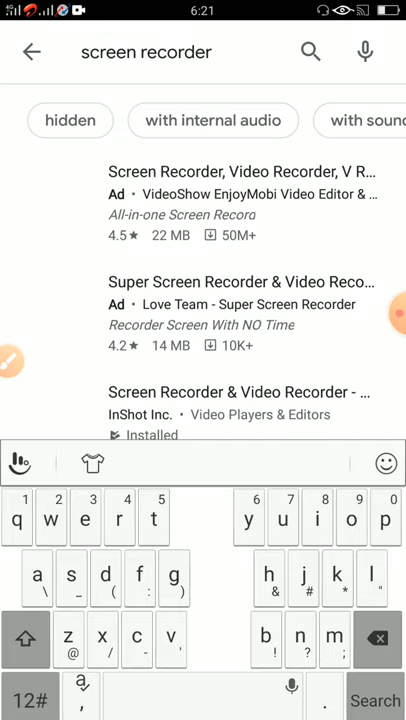 4G 6:21
screen recorder
hidden
with internal audio
with sound
Screen Recorder, Video Recorder, V R...
Ad • VideoShow EnjoyMobi Video Editor & ...
All-in-one Screen Record
4.5★ 22 MB 50M+
Super Screen Recorder & Video Reco...
Ad • Love Team - Super Screen Recorder
Recorder Screen With NO Time
4.2★ 14 MB 10K+
Screen Recorder & Video Recorder - ...
InShot Inc. • Video Players & Editors
Installed
1 2 3 4 5 6 7 8 9 0
q w e r t y u i o p
a s d f g h j k l
\ _ ( : ) & # * "
z x c v b n m
@ / - ' ! ? ;
12# a , . Search